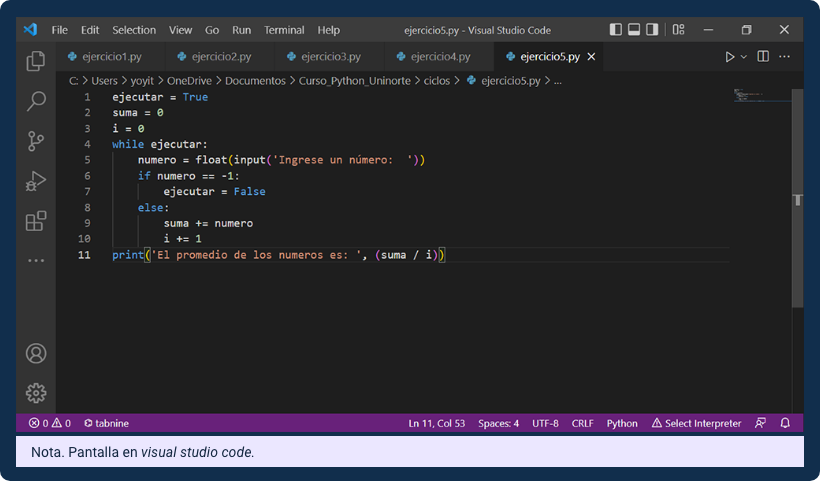 File Edit Selection View Go Run Terminal Help ejercicio5.py - Visual Studio Code
ejercicio1.py ejercicio2.py ejercicio3.py ejercicio4.py ejercicio5.py
C: > Users > yoyit > OneDrive > Documentos > Curso_Python_Uninorte > ciclos > ejercicio5.py > ...
1 ejecutar = True
2 suma = 0
3 i = 0
4 while ejecutar:
5 numero = float(input('Ingrese un número:  '))
6 if numero == -1:
7 ejecutar = False
8 else:
9 suma += numero
10 i += 1
11 print('El promedio de los numeros es: ', (suma / i))
0 0 tabnine Ln 11, Col 53 Spaces: 4 UTF-8 CRLF Python Select Interpreter
Nota. Pantalla en visual studio code.